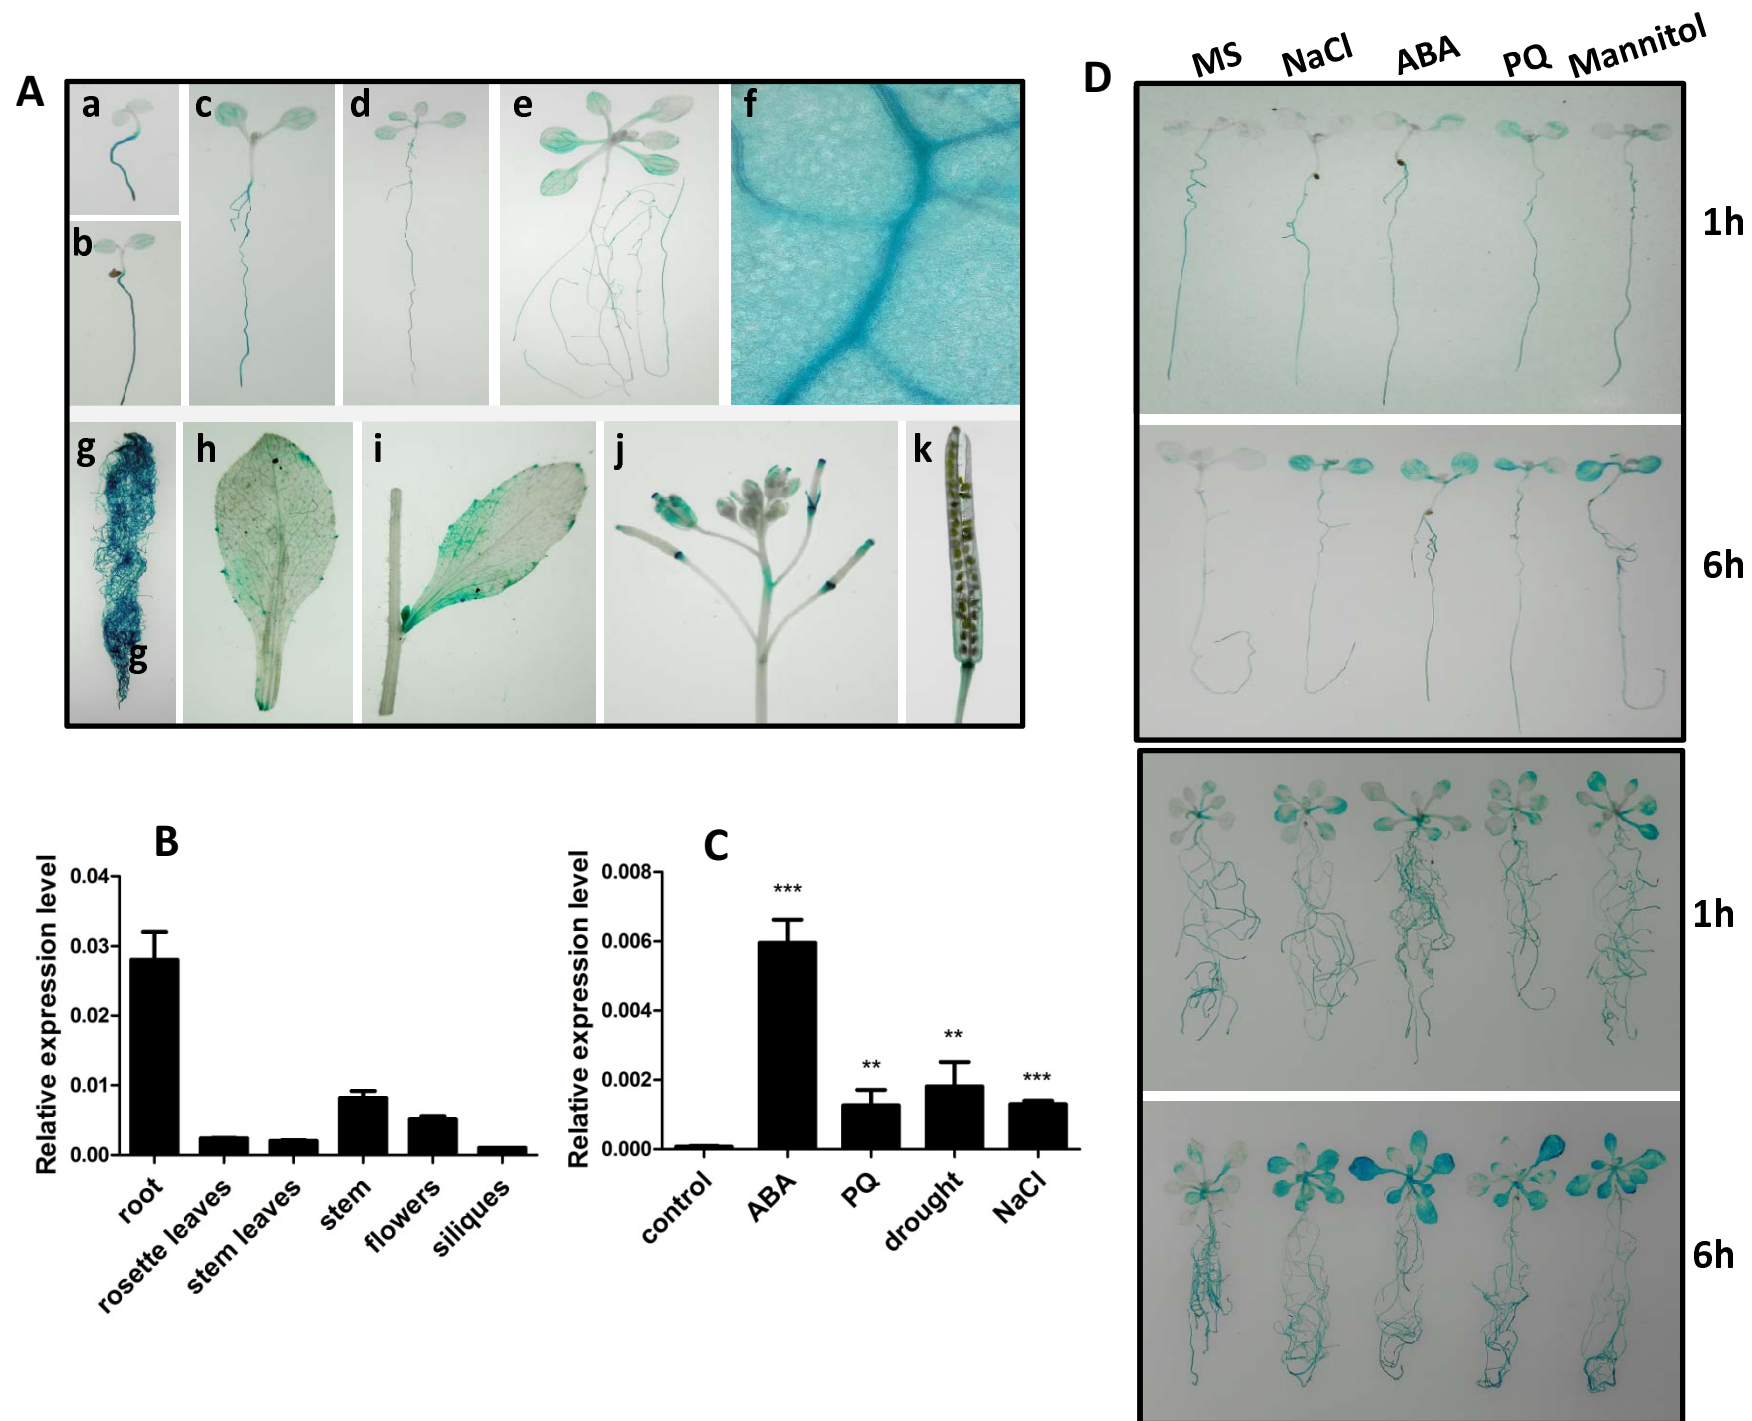 A
a
b
c
d
e
f
g
g
h
i
j
k
B
Relative expression level
0.04
0.03
0.02
0.01
0.00
root
rosette leaves
stem leaves
stem
flowers
siliques
C
Relative expression level
0.008
0.006
0.004
0.002
0.000
***
**
**
***
control
ABA
PQ
drought
NaCl
D
MS NaCl ABA PQ Mannitol
1h
6h
1h
6h